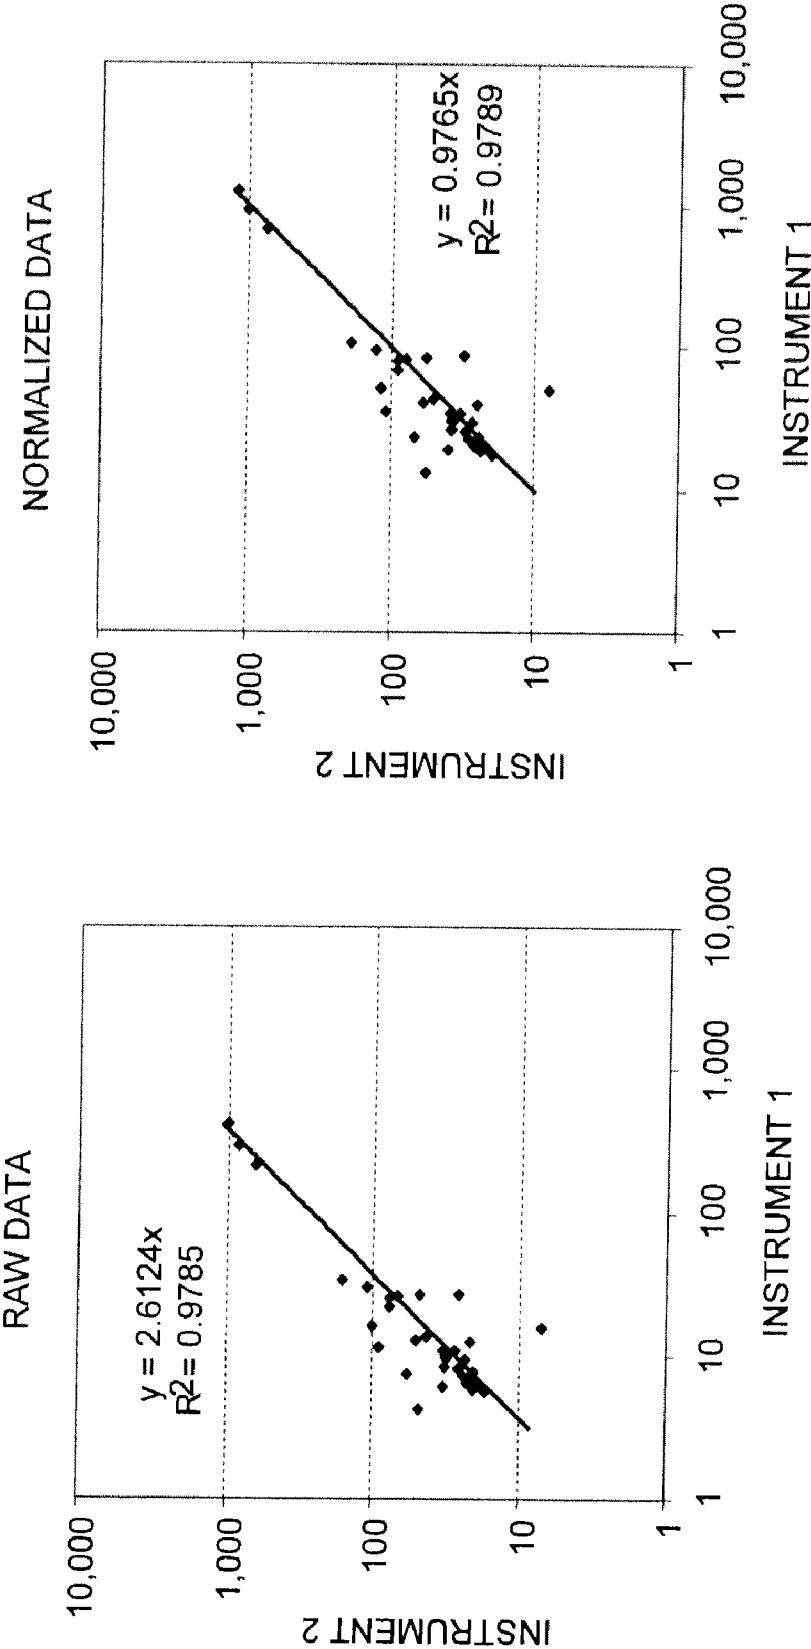 RAW DATA
y = 2.6124x
R2= 0.9785
10,000
1,000
100
10
1
INSTRUMENT 2
1
10
100
1,000
10,000
INSTRUMENT 1
NORMALIZED DATA
y = 0.9765x
R2= 0.9789
10,000
1,000
100
10
1
INSTRUMENT 2
1
10
100
1,000
10,000
INSTRUMENT 1